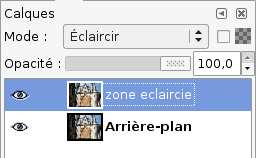 Calques
Mode : Éclaircir
Opacité : 100,0
zone eclaircie
Arrière-plan